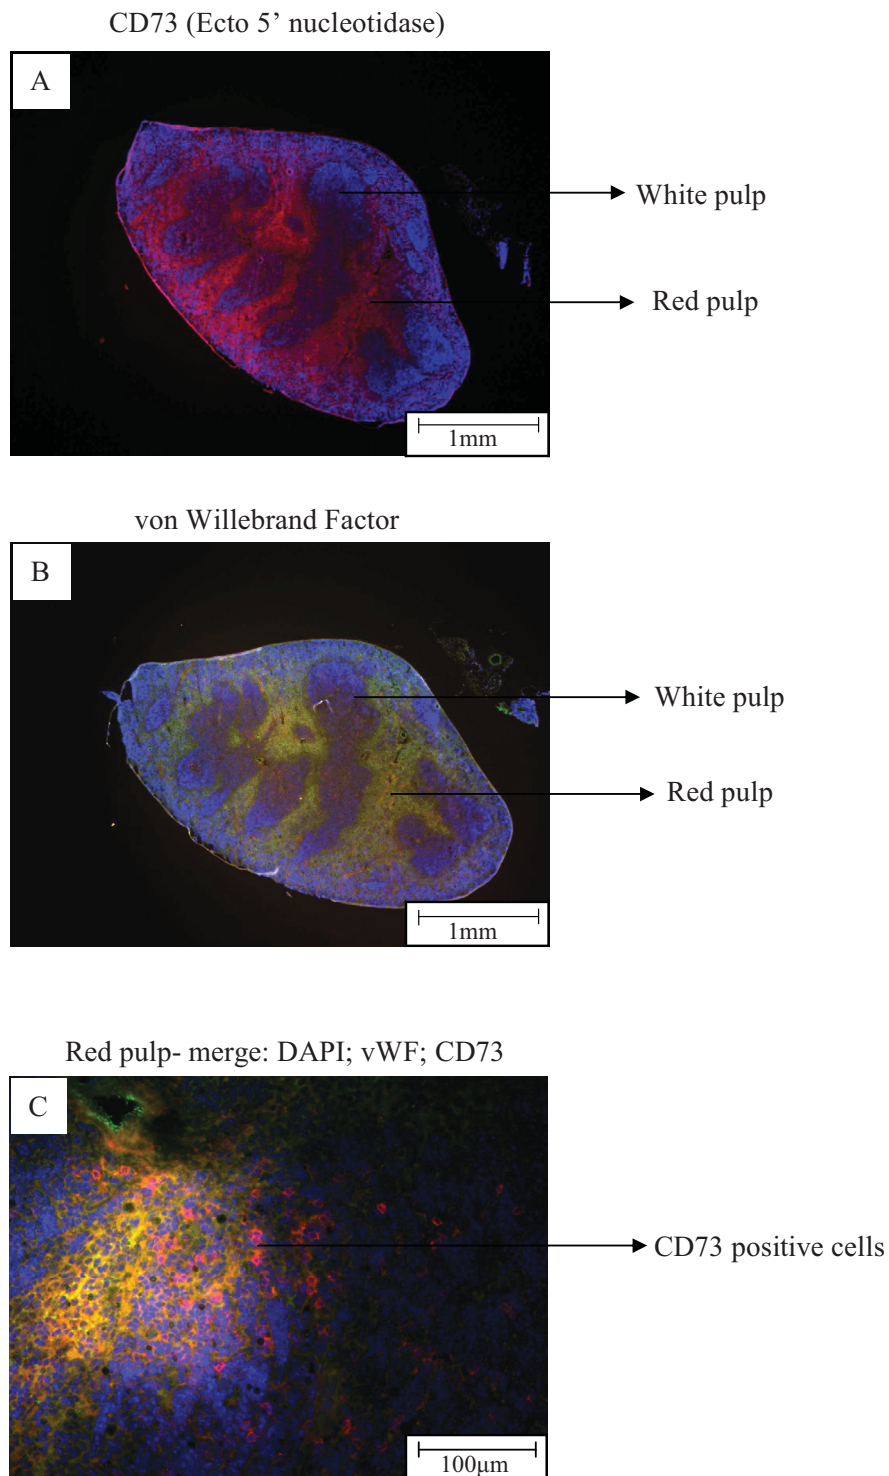 CD73 (Ecto 5’ nucleotidase)
A
White pulp
Red pulp
1mm
von Willebrand Factor
B
White pulp
Red pulp
1mm
Red pulp- merge: DAPI; vWF; CD73
C
CD73 positive cells
100μm